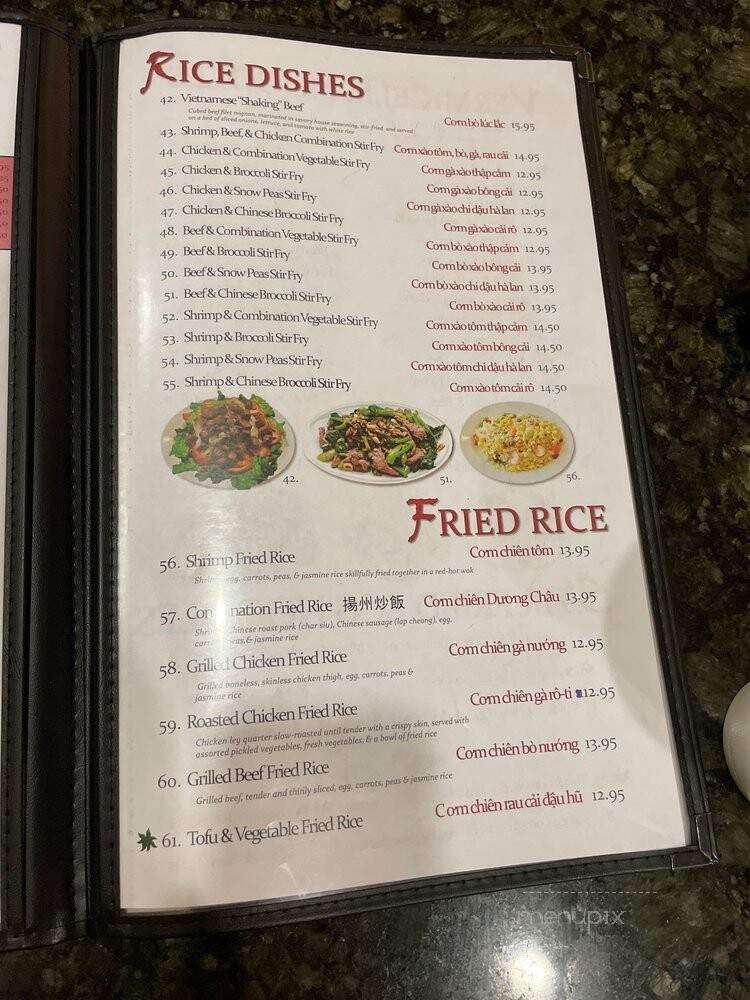 RICE DISHES
42. Vietnamese "Shaking" Beef Cơm bò lúc lắc 15.95
Cubed beef filet mignon, marinated in savory house seasoning, stir-fried and served
on a bed of sliced onions, lettuce, and tomato with white rice
43. Shrimp, Beef, & Chicken Combination Stir Fry Cơm xào tôm, bò, gà, rau cải 14.95
44. Chicken & Combination Vegetable Stir Fry Cơm gà xào thập cẩm 12.95
45. Chicken & Broccoli Stir Fry Cơm gà xào bông cải 12.95
46. Chicken & Snow Peas Stir Fry Cơm gà xào chỉ đậu hà lan 12.95
47. Chicken & Chinese Broccoli Stir Fry Cơm gà xào cải rô 12.95
48. Beef & Combination Vegetable Stir Fry Cơm bò xào thập cẩm 12.95
49. Beef & Broccoli Stir Fry Cơm bò xào bông cải 13.95
50. Beef & Snow Peas Stir Fry Cơm bò xào chỉ đậu hà lan 13.95
51. Beef & Chinese Broccoli Stir Fry Cơm bò xào cải rô 13.95
52. Shrimp & Combination Vegetable Stir Fry Cơm xào tôm thập cẩm 14.50
53. Shrimp & Broccoli Stir Fry Cơm xào tôm bông cải 14.50
54. Shrimp & Snow Peas Stir Fry Cơm xào tôm chỉ đậu hà lan 14.50
55. Shrimp & Chinese Broccoli Stir Fry Cơm xào tôm cải rô 14.50
42. 51. 56.
FRIED RICE
56. Shrimp Fried Rice Cơm chiên tôm 13.95
Shrimp, egg, carrots, peas, & jasmine rice skillfully fried together in a red-hot wok
57. Combination Fried Rice 揚州炒飯 Cơm chiên Dương Châu 13.95
Shrimp, Chinese roast pork (char siu), Chinese sausage (lap cheong), egg,
carrots, peas, & jasmine rice
58. Grilled Chicken Fried Rice Cơm chiên gà nướng 12.95
Grilled boneless, skinless chicken thigh, egg, carrots, peas &
jasmine rice
59. Roasted Chicken Fried Rice Cơm chiên gà rô-ti 12.95
Chicken leg quarter slow-roasted until tender with a crispy skin, served with
assorted pickled vegetables, fresh vegetables, & a bowl of fried rice
60. Grilled Beef Fried Rice Cơm chiên bò nướng 13.95
Grilled beef, tender and thinly sliced, egg, carrots, peas & jasmine rice
61. Tofu & Vegetable Fried Rice Cơm chiên rau cải đậu hũ 12.95
menupix